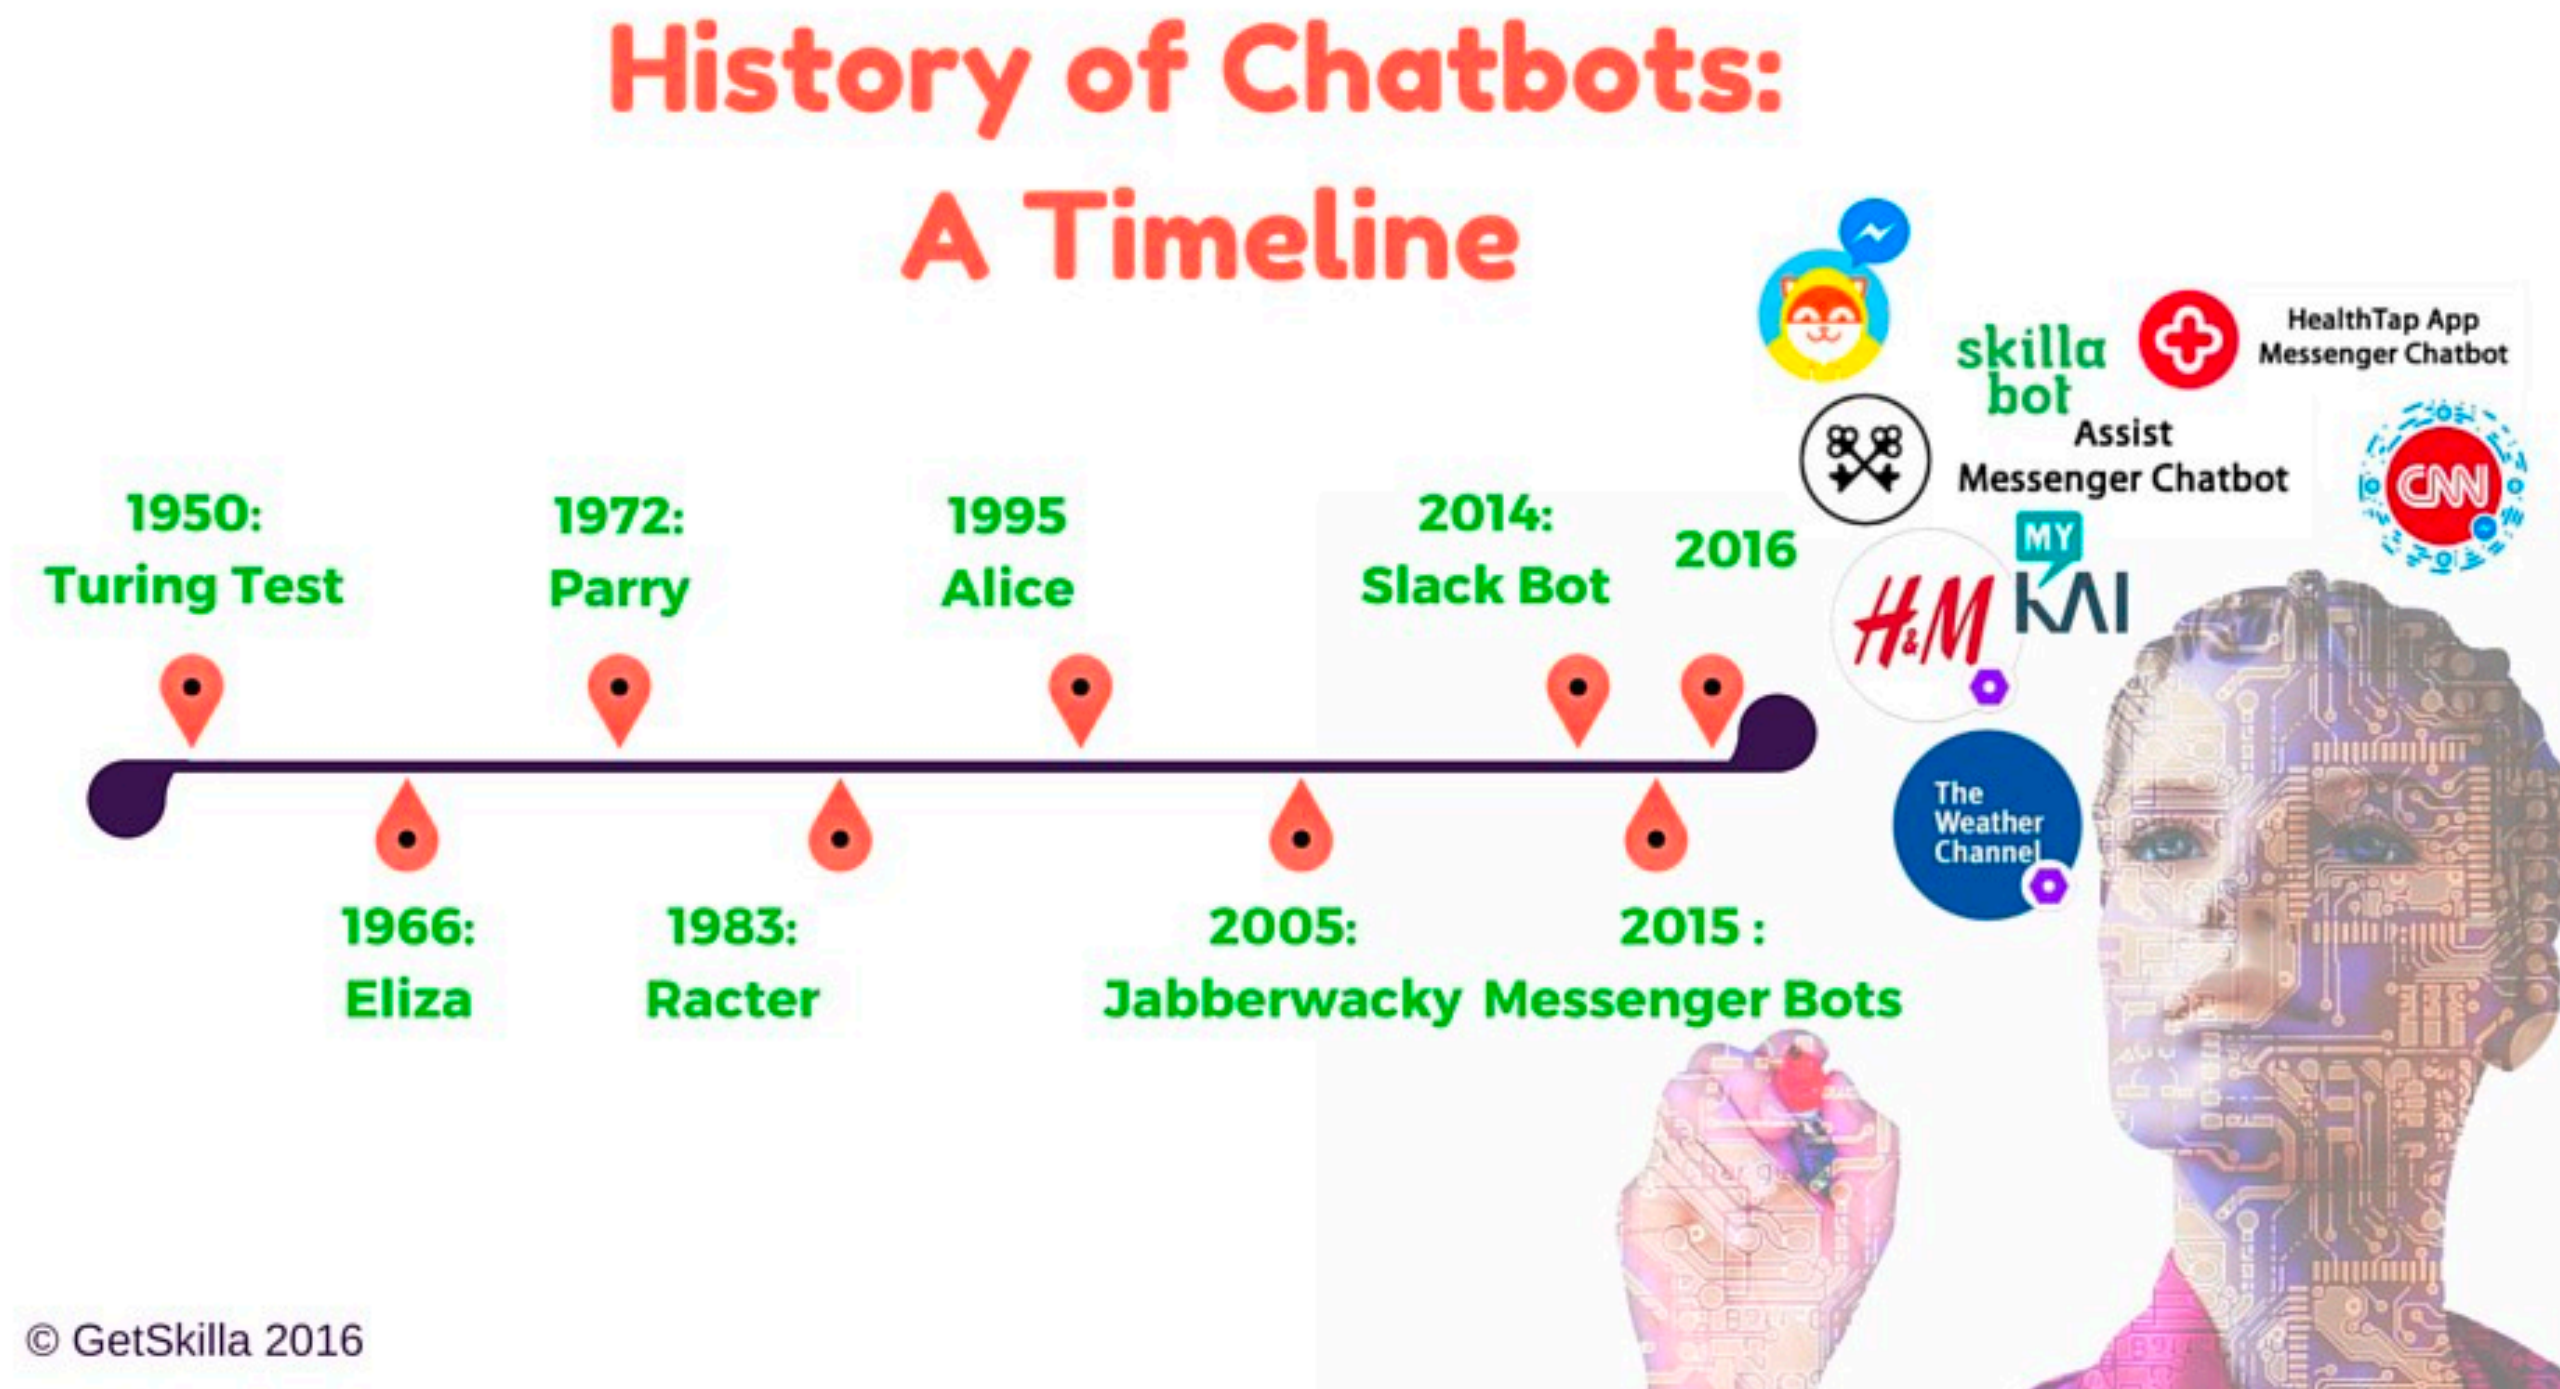 History of Chatbots:
A Timeline
1950:
Turing Test
1972:
Parry
1995
Alice
2014:
Slack Bot
2016
1966:
Eliza
1983:
Racter
2005:
Jabberwacky
2015 :
Messenger Bots
skilla
bot
HealthTap App
Messenger Chatbot
Assist
Messenger Chatbot
CNN
MY
KAI
H&M
The
Weather
Channel
© GetSkilla 2016